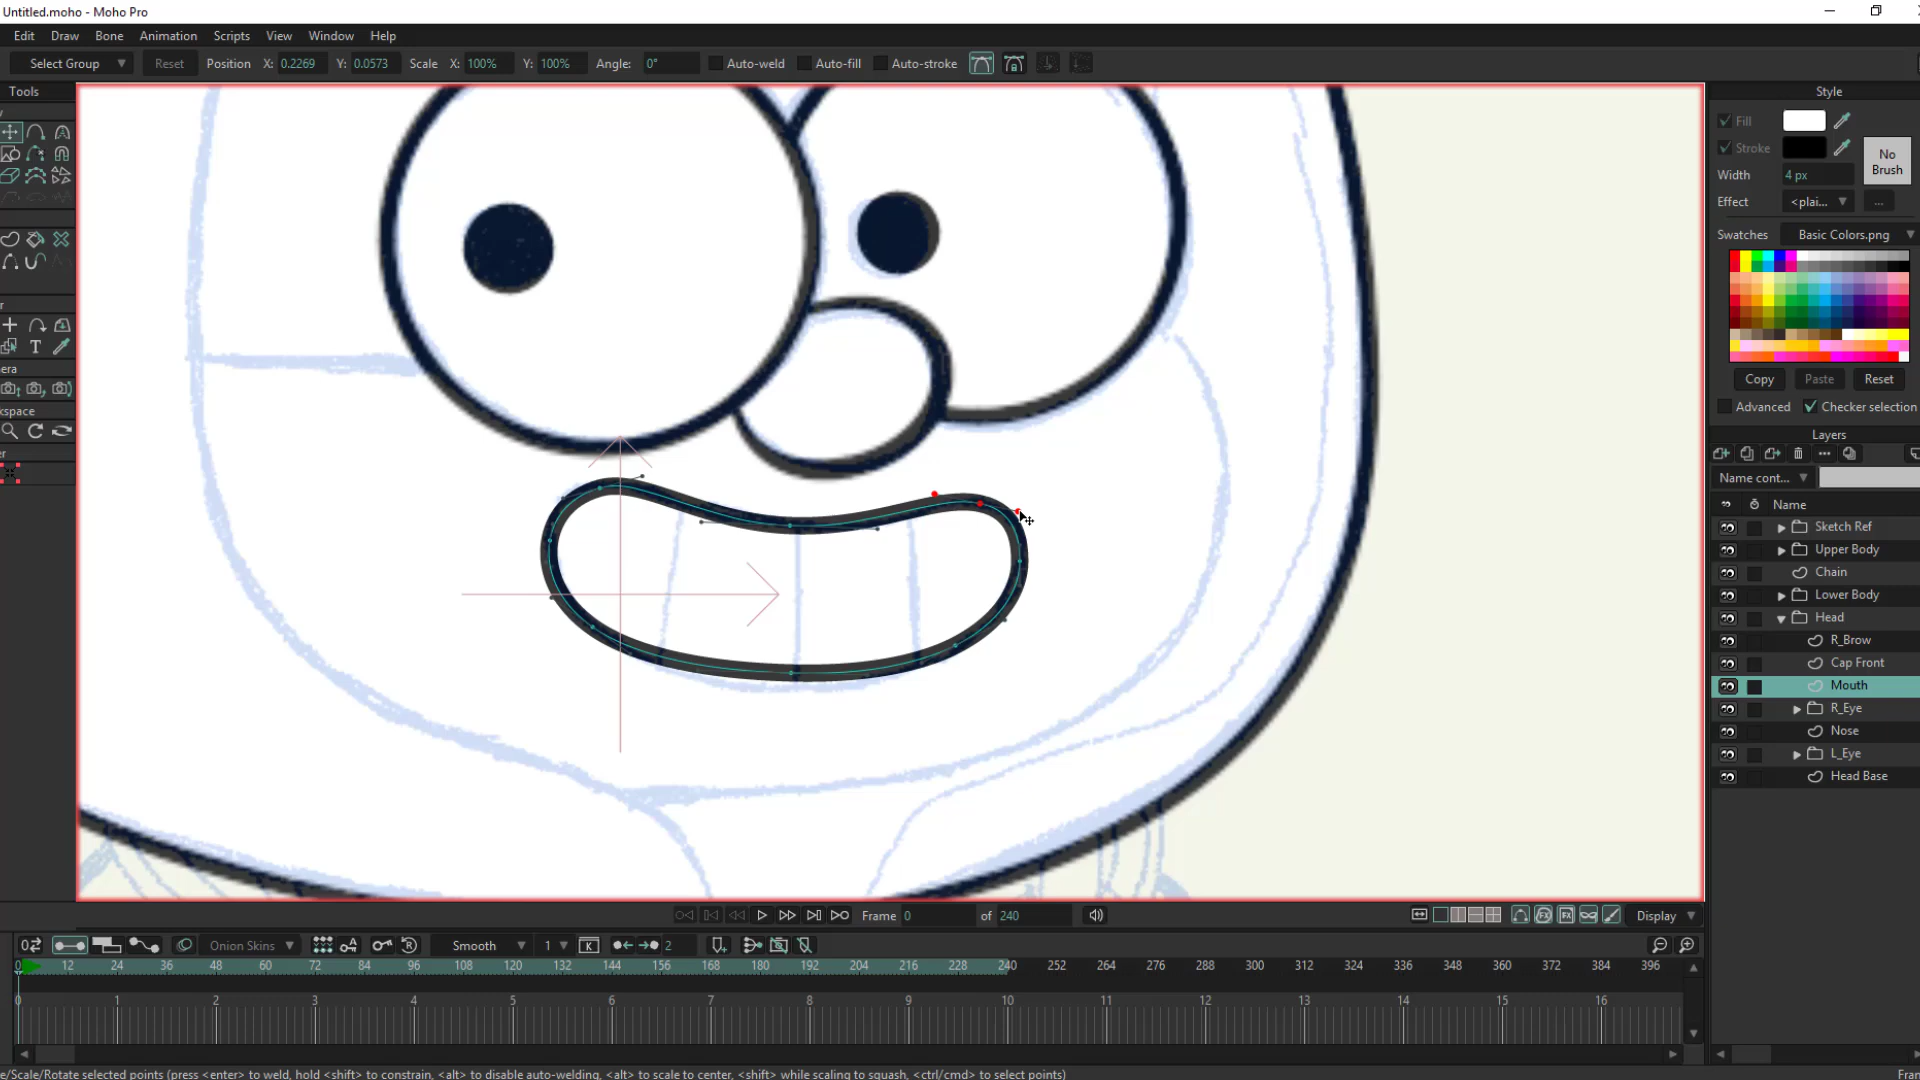 Untitled.moho - Moho Pro
Edit Draw Bone Animation Scripts View Window Help
Select Group Reset Position X: 0.2269 Y: 0.0573 Scale X: 100% Y: 100% Angle: 0° Auto-weld Auto-fill Auto-stroke
Tools
T
Style
Fill
Stroke
No
Brush
Width 4 px
Effect <plai... ...
Swatches Basic Colors.png
Copy Paste Reset
Advanced Checker selection
Layers
Name cont...
Name
Sketch Ref
Upper Body
Chain
Lower Body
Head
R_Brow
Cap Front
Mouth
R_Eye
Nose
L_Eye
Head Base
Frame 0 of 240 Display
Onion Skins Smooth 1 2
0 12 24 36 48 60 72 84 96 108 120 132 144 156 168 180 192 204 216 228 240 252 264 276 288 300 312 324 336 348 360 372 384 396
0 1 2 3 4 5 6 7 8 9 10 11 12 13 14 15 16
e/Scale/Rotate selected points (press <enter> to weld, hold <shift> to constrain, <alt> to disable auto-welding, <alt> to scale to center, <shift> while scaling to squash, <ctrl/cmd> to select points)